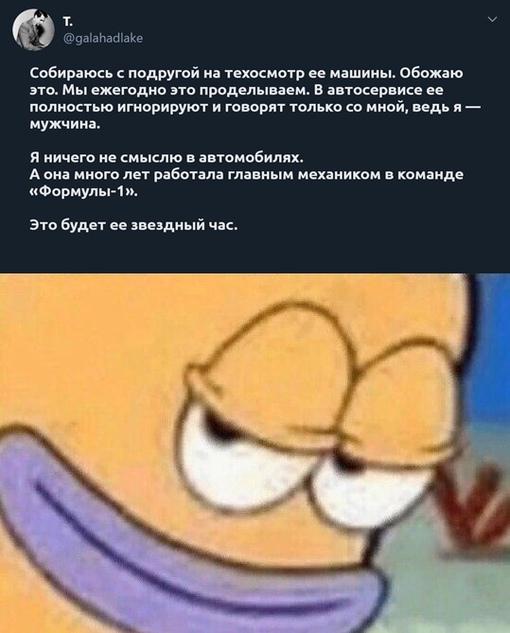 T.
@galahadlake
Собираюсь с подругой на техосмотр ее машины. Обожаю
это. Мы ежегодно это проделываем. В автосервисе ее
полностью игнорируют и говорят только со мной, ведь я —
мужчина.
Я ничего не смыслю в автомобилях.
А она много лет работала главным механиком в команде
«Формулы-1».
Это будет ее звездный час.